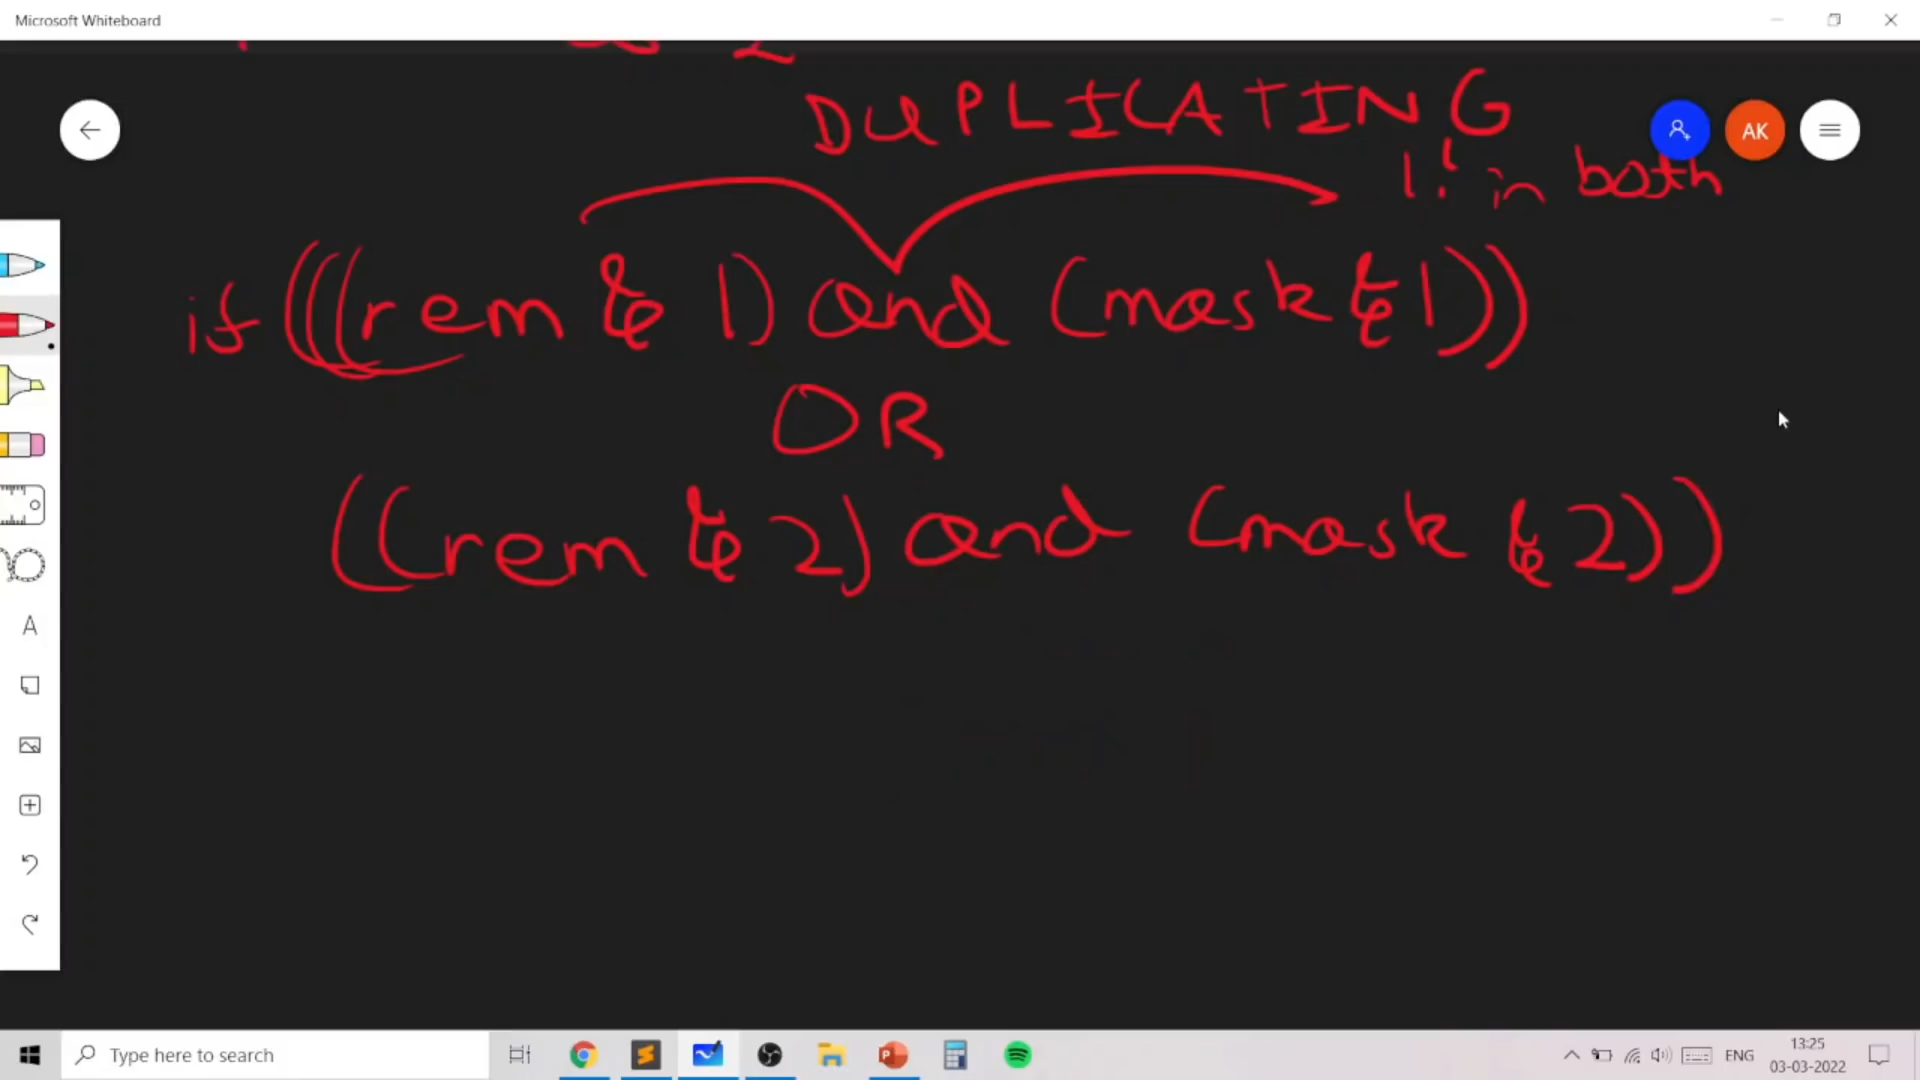 Microsoft Whiteboard
DUPLICATING
1! in both
if (((rem & 1) and (mask & 1))
OR
((rem & 2) and (mask & 2))
AK
A
Type here to search
ENG
13:25
03-03-2022